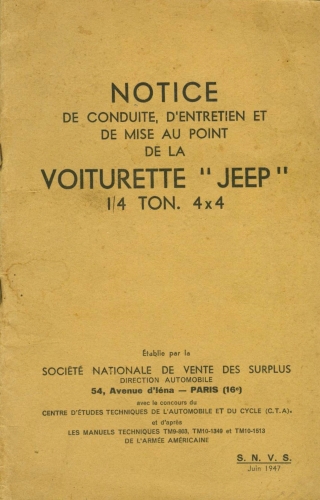 NOTICE
DE CONDUITE, D'ENTRETIEN ET
DE MISE AU POINT
DE LA
VOITURETTE "JEEP"
1/4 TON. 4x4
Établie par la
SOCIÉTÉ NATIONALE DE VENTE DES SURPLUS
DIRECTION AUTOMOBILE
54, Avenue d'Iéna — PARIS (16e)
avec le concours du
CENTRE D'ÉTUDES TECHNIQUES DE L'AUTOMOBILE ET DU CYCLE (C.T.A).
et d'après
LES MANUELS TECHNIQUES TM9-803, TM10-1349 et TM10-1513
DE L'ARMÉE AMÉRICAINE
S. N. V. S.
Juin 1947